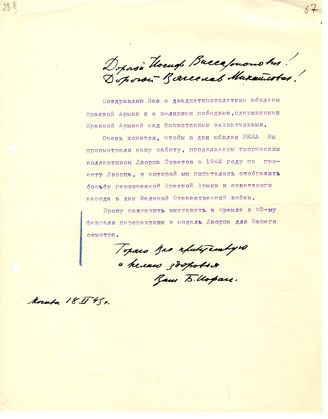 67
Дорогой Иосиф Виссарионович!
Дорогой Вячеслав Михайлович!
Поздравляю Вас с двадцатипятилетним юбилеем
Красной Армии и с великими победами, одержанными
Красной Армией над фашистскими захватчиками.
Очень хочется, чтобы в дни юбилея РККА Вы
просмотрели нашу работу, проделанную творческим
коллективом Дворца Советов в 1942 году по про-
екту Дворца, в которой мы попытались отобразить
борьбу героической Красной Армии и советского
народа в дни Великой Отечественной войны.
Прошу разрешить выставить в Кремле к 23-му
февраля перспективы и модель Дворца для Вашего
осмотра.
Горячо Вас приветствую
и желаю здоровья
Ваш Б. Иофан.
Москва 18 II 43 г.